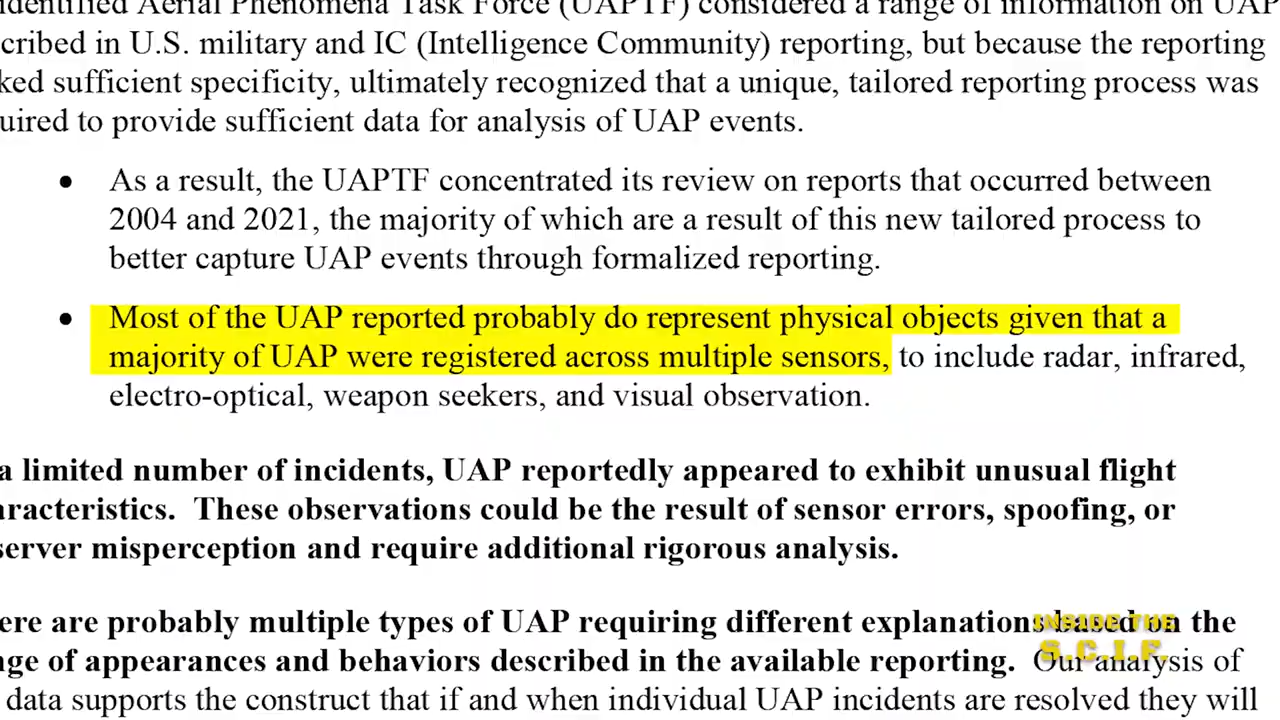 identified Aerial Phenomena Task Force (UAPTF) considered a range of information on UAP
cribed in U.S. military and IC (Intelligence Community) reporting, but because the reporting
ked sufficient specificity, ultimately recognized that a unique, tailored reporting process was
uired to provide sufficient data for analysis of UAP events.
• As a result, the UAPTF concentrated its review on reports that occurred between
2004 and 2021, the majority of which are a result of this new tailored process to
better capture UAP events through formalized reporting.
• Most of the UAP reported probably do represent physical objects given that a
majority of UAP were registered across multiple sensors, to include radar, infrared,
electro-optical, weapon seekers, and visual observation.
a limited number of incidents, UAP reportedly appeared to exhibit unusual flight
aracteristics. These observations could be the result of sensor errors, spoofing, or
server misperception and require additional rigorous analysis.
ere are probably multiple types of UAP requiring different explanations based on the
nge of appearances and behaviors described in the available reporting. Our analysis of
data supports the construct that if and when individual UAP incidents are resolved they will
INSIDE THE
S.C.I.F.